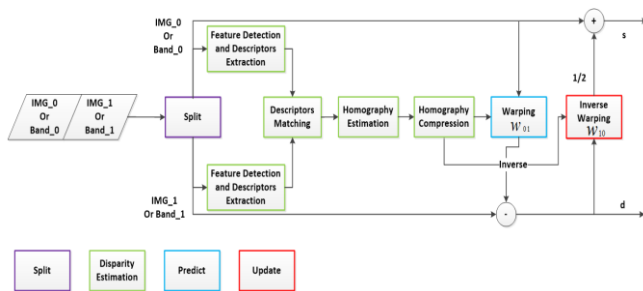 IMG_0
Or
Band_0
Feature Detection
and Descriptors
Extraction
+
s
1/2
IMG_0
Or
Band_0
IMG_1
Or
Band_1
Split
Descriptors
Matching
Homography
Estimation
Homography
Compression
Warping
W01
Inverse
Warping
W10
Inverse
Feature Detection
and Descriptors
Extraction
IMG_1
Or Band_1
-
d
Split
Disparity
Estimation
Predict
Update